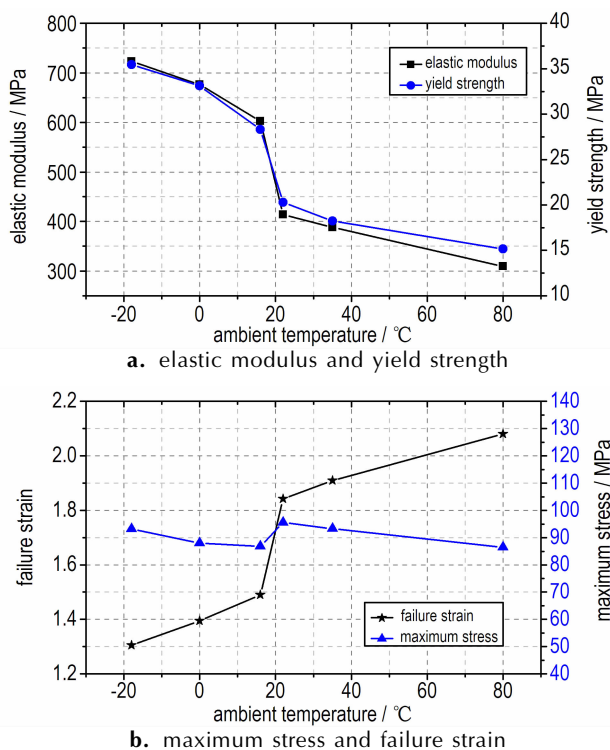 800
700
600
500
400
300
elastic modulus / MPa
40
35
30
25
20
15
10
yield strength / MPa
elastic modulus
yield strength
-20 0 20 40 60 80
ambient temperature / ℃
a. elastic modulus and yield strength
2.2
2.0
1.8
1.6
1.4
1.2
failure strain
140
130
120
110
100
90
80
70
60
50
40
maximum stress / MPa
failure strain
maximum stress
-20 0 20 40 60 80
ambient temperature / ℃
b. maximum stress and failure strain